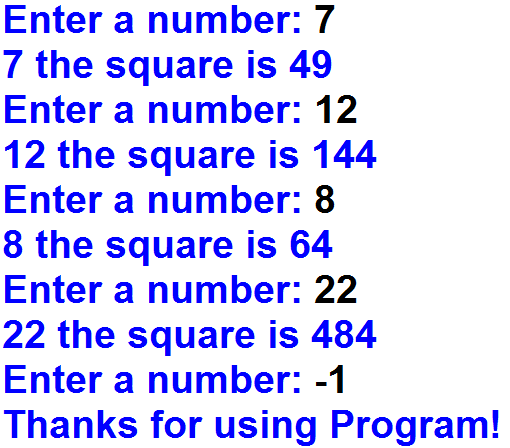 Enter a number: 7
7 the square is 49
Enter a number: 12
12 the square is 144
Enter a number: 8
8 the square is 64
Enter a number: 22
22 the square is 484
Enter a number: -1
Thanks for using Program!